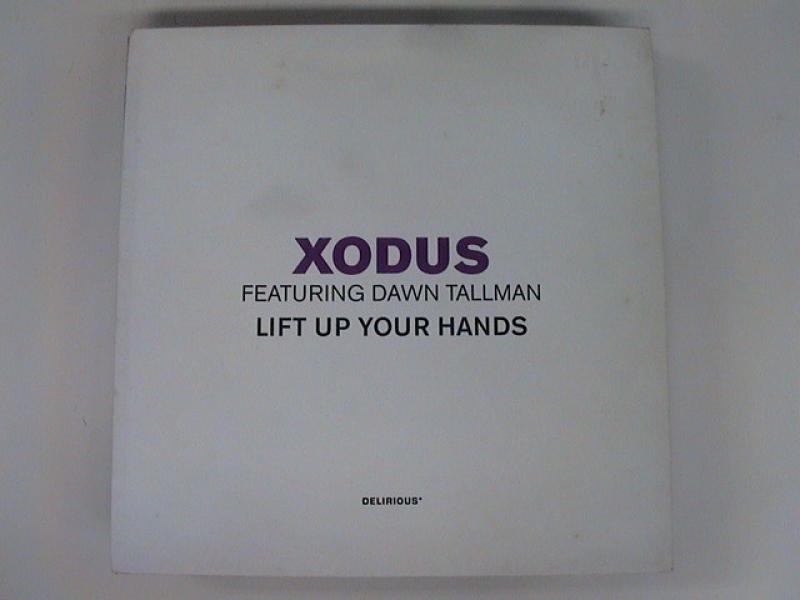 XODUS
FEATURING DAWN TALLMAN
LIFT UP YOUR HANDS
DELIRIOUS*